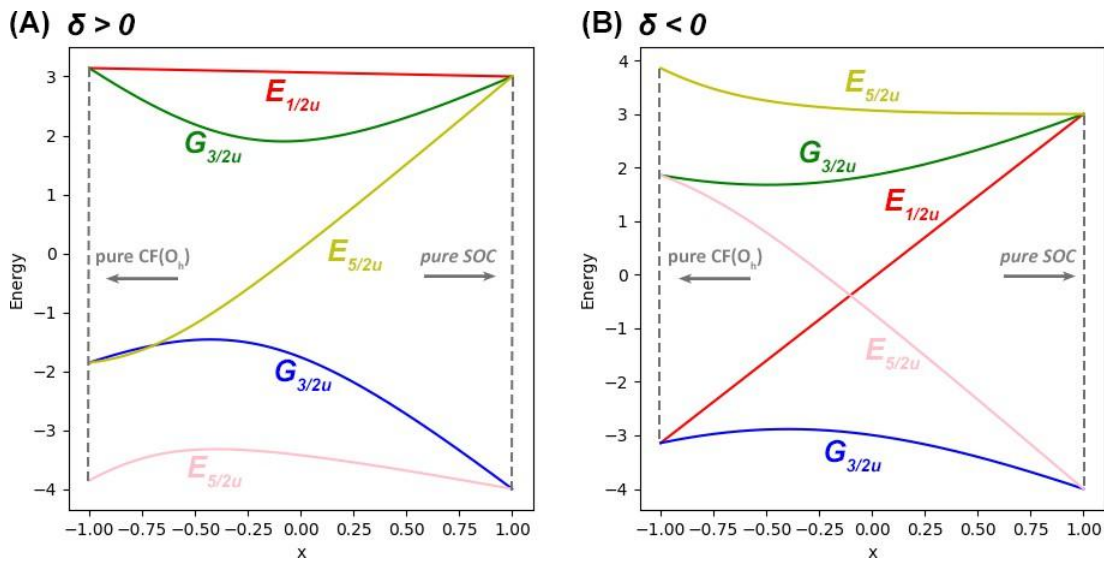 (A) δ > 0
3
2
1
0
−1
−2
−3
−4
Energy
E1/2u
G3/2u
E5/2u
G3/2u
E5/2u
pure CF(Oh)
pure SOC
−1.00 −0.75 −0.50 −0.25 0.00 0.25 0.50 0.75 1.00
x
(B) δ < 0
4
3
2
1
0
−1
−2
−3
−4
Energy
E5/2u
G3/2u
E1/2u
pure CF(Oh)
pure SOC
E5/2u
G3/2u
−1.00 −0.75 −0.50 −0.25 0.00 0.25 0.50 0.75 1.00
x